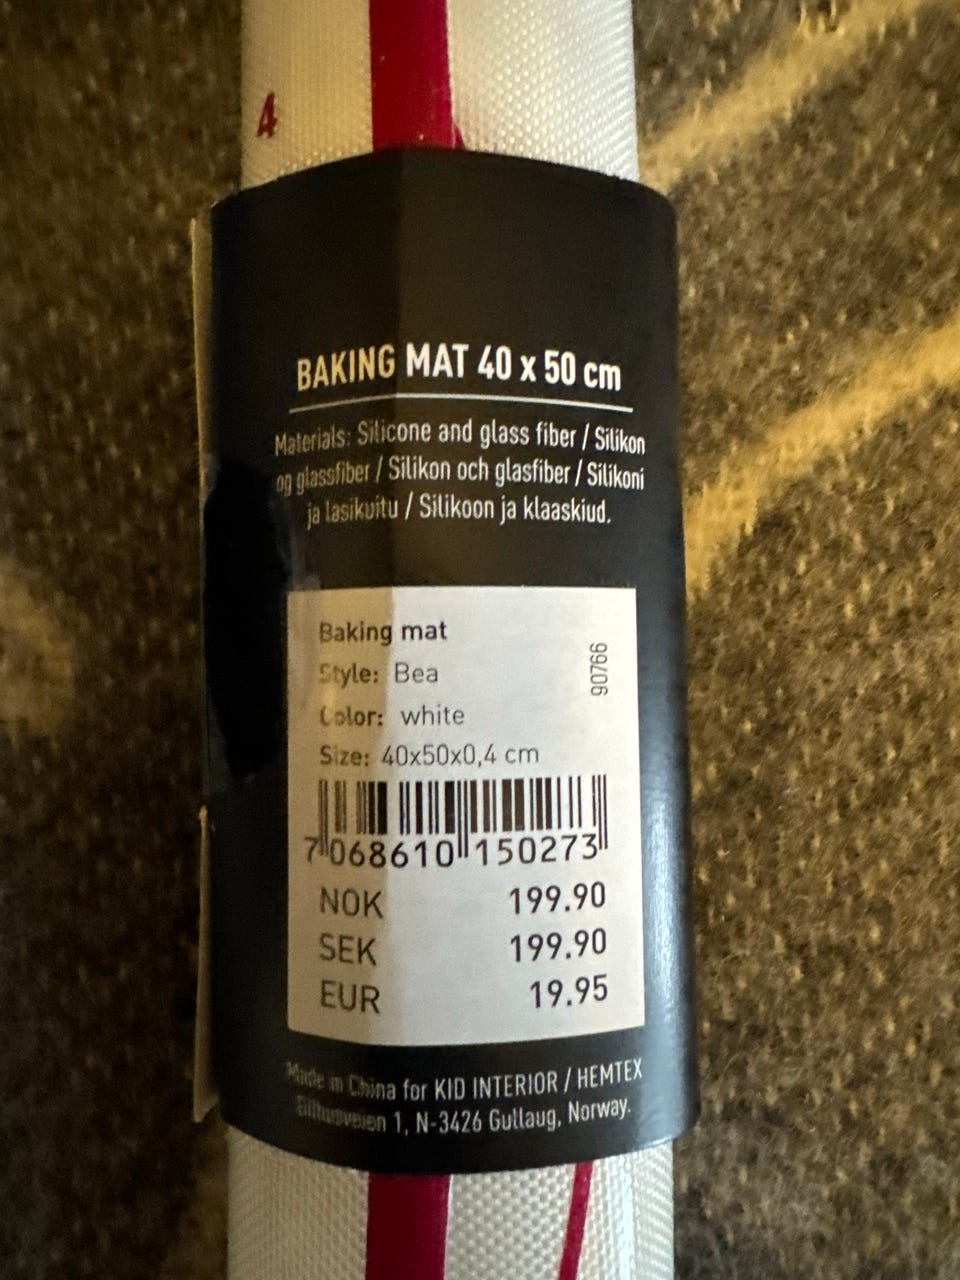 4
BAKING MAT 40 x 50 cm
Materials: Silicone and glass fiber / Silikon
og glassfiber / Silikon och glasfiber / Silikoni
ja lasikuitu / Silikoon ja klaaskiud.
Baking mat
Style: Bea
Color: white
Size: 40x50x0,4 cm
90766
7 068610 150273
NOK 199.90
SEK 199.90
EUR 19.95
Made in China for KID INTERIOR / HEMTEX
Gilhusveien 1, N-3426 Gullaug, Norway.